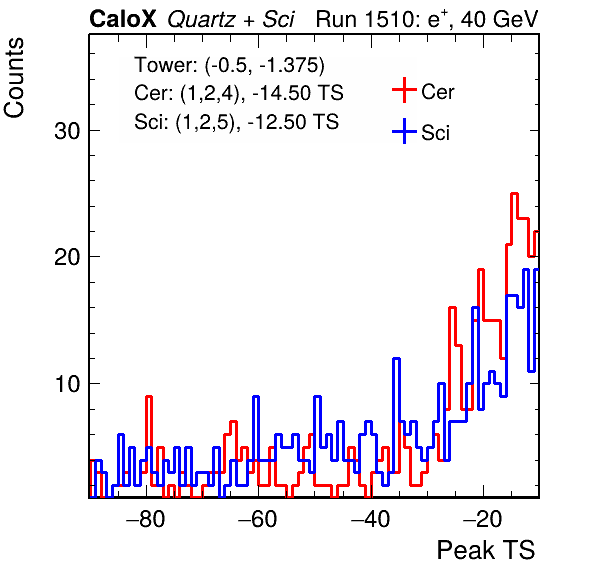 CaloX Quartz + Sci Run 1510: e+, 40 GeV
Counts
Tower: (-0.5, -1.375)
Cer: (1,2,4), -14.50 TS
Sci: (1,2,5), -12.50 TS
Cer
Sci
30
20
10
−80 −60 −40 −20
Peak TS